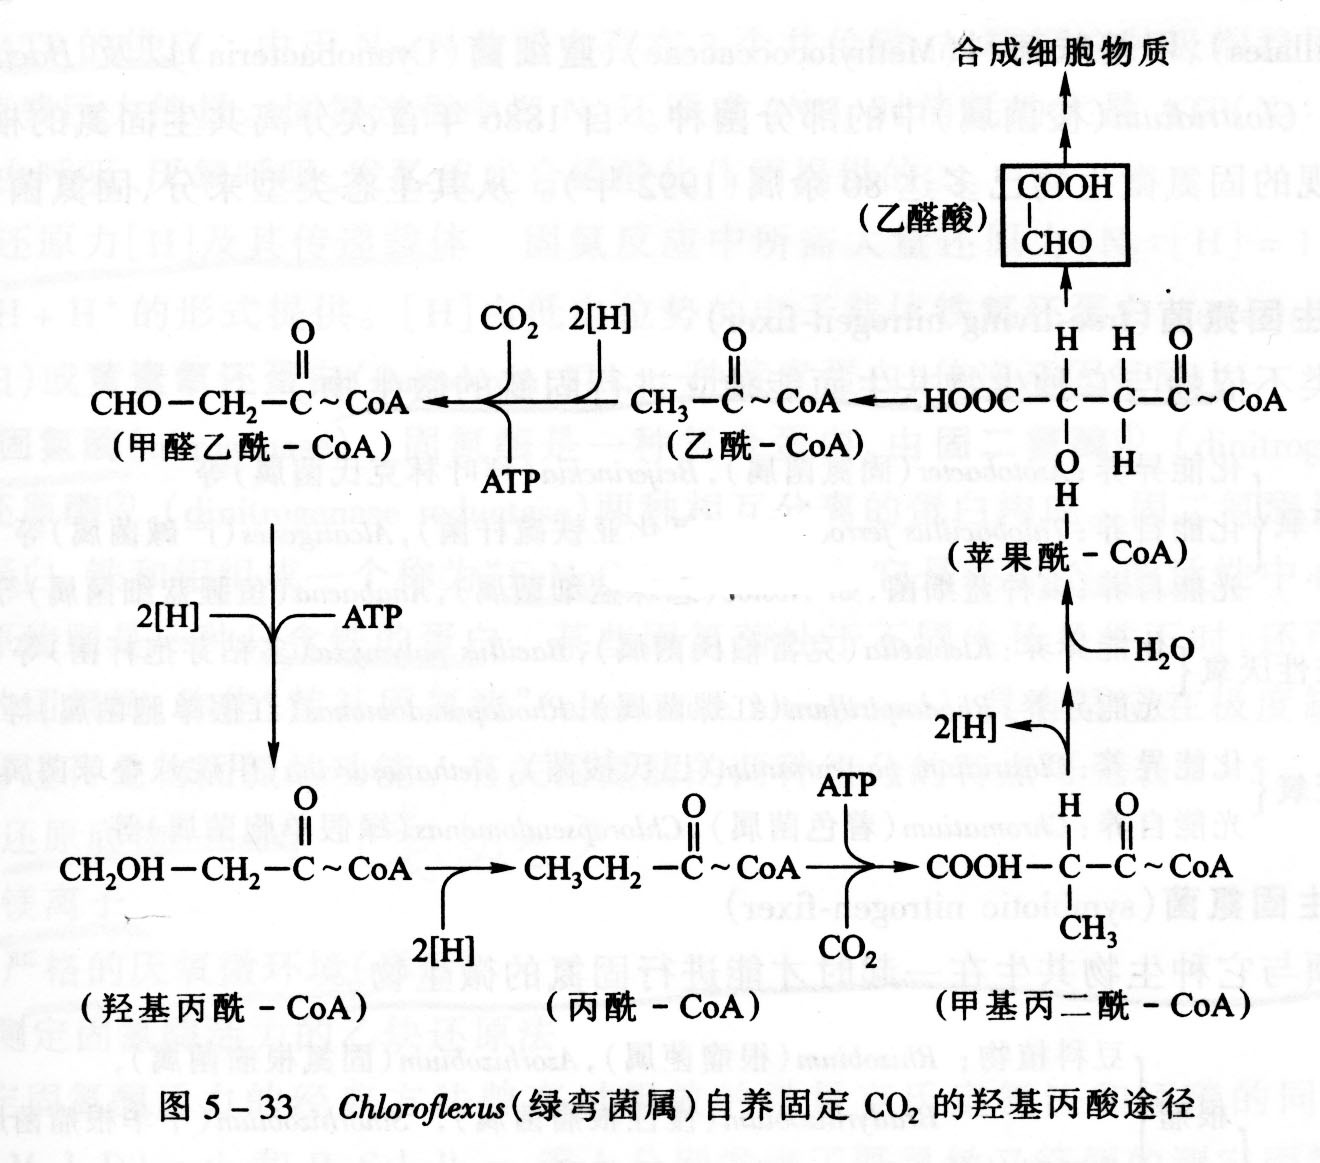 合成细胞物质
(乙醛酸)
COOH
CHO
CO₂ 2[H]
O
CHO—CH₂—C~CoA
(甲醛乙酰-CoA)
ATP
O
CH₃—C~CoA
(乙酰-CoA)
H H O
HOOC—C—C—C~CoA
O H
H
(苹果酰-CoA)
2[H] ATP
H₂O
2[H]
O
CH₂OH—CH₂—C~CoA
2[H]
(羟基丙酰-CoA)
O
CH₃CH₂—C~CoA
(丙酰-CoA)
ATP
CO₂
H O
COOH—C—C~CoA
CH₃
(甲基丙二酰-CoA)
图 5-33 Chloroflexus(绿弯菌属)自养固定 CO₂ 的羟基丙酸途径